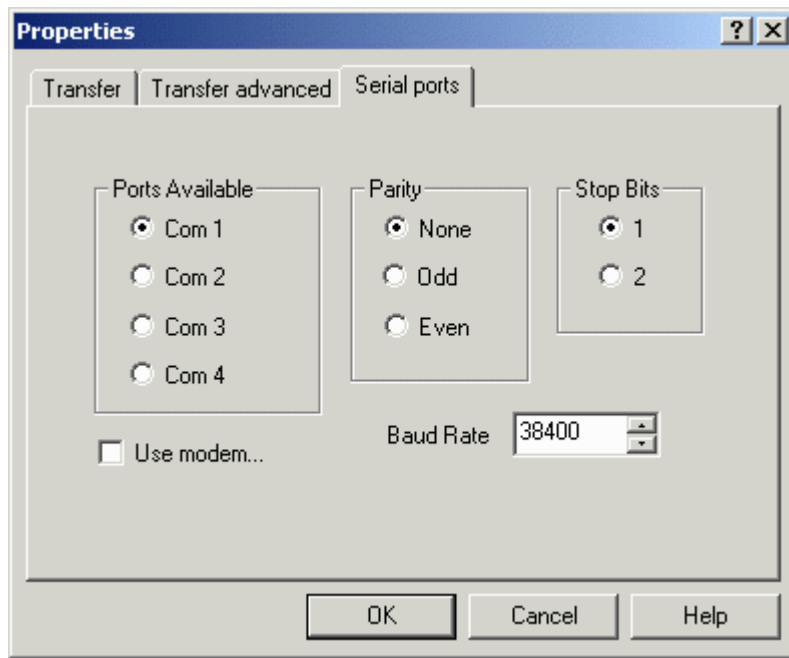 Properties
Transfer
Transfer advanced
Serial ports
Ports Available
Com 1
Com 2
Com 3
Com 4
Parity
None
Odd
Even
Stop Bits
1
2
Use modem...
Baud Rate
38400
OK
Cancel
Help